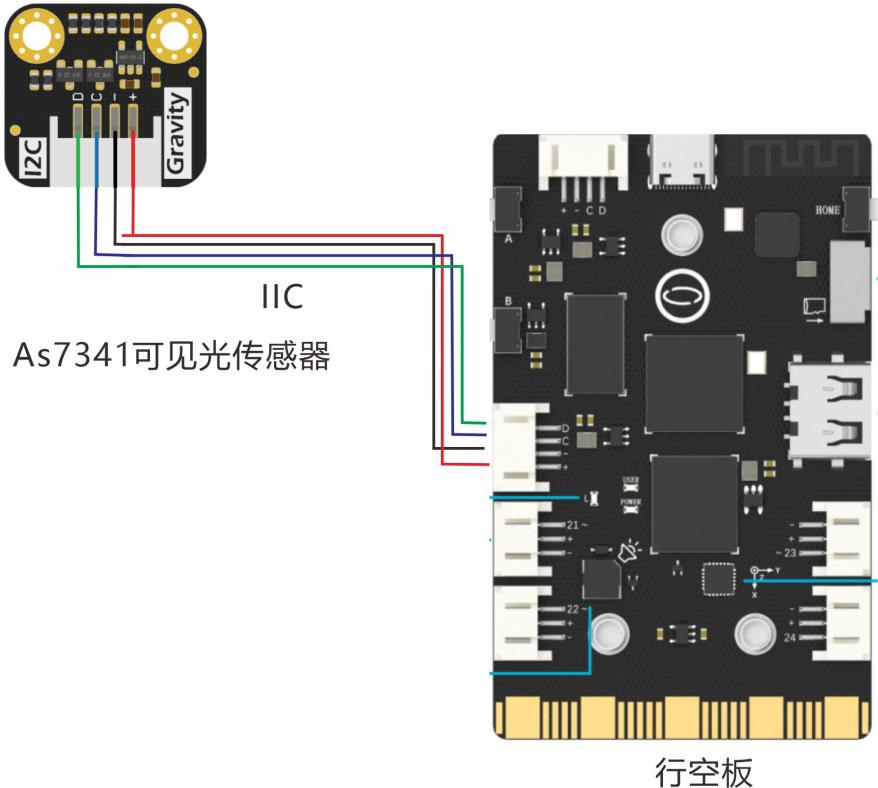 D C - +
I2C
Gravity
IIC
As7341可见光传感器
+ - C D
A
HOME
B
D
C
-
+
L
USER
POWER
21 ~
+
-
-
+
~ 23
Y
Z
X
22 ~
+
-
-
+
24
行空板